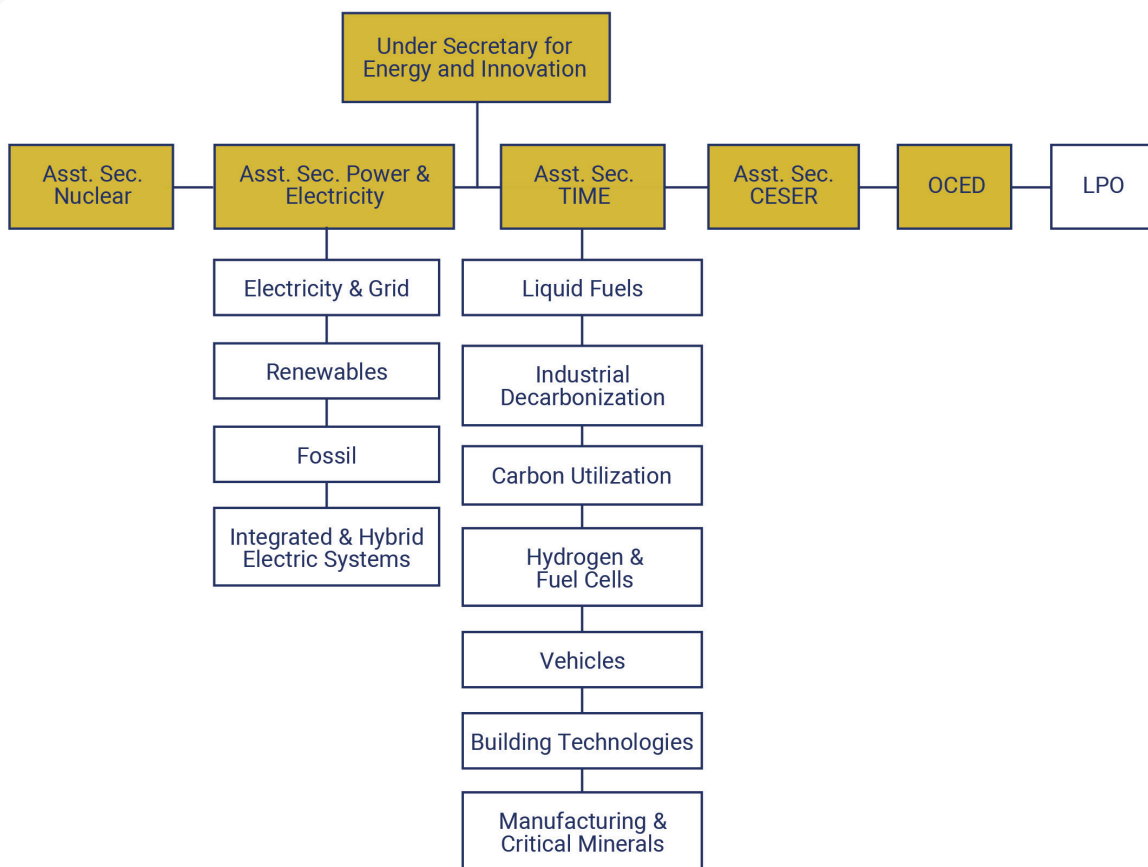 Under Secretary for
Energy and Innovation
Asst. Sec.
Nuclear
Asst. Sec. Power &
Electricity
Asst. Sec.
TIME
Asst. Sec.
CESER
OCED
LPO
Electricity & Grid
Renewables
Fossil
Integrated & Hybrid
Electric Systems
Liquid Fuels
Industrial
Decarbonization
Carbon Utilization
Hydrogen &
Fuel Cells
Vehicles
Building Technologies
Manufacturing &
Critical Minerals